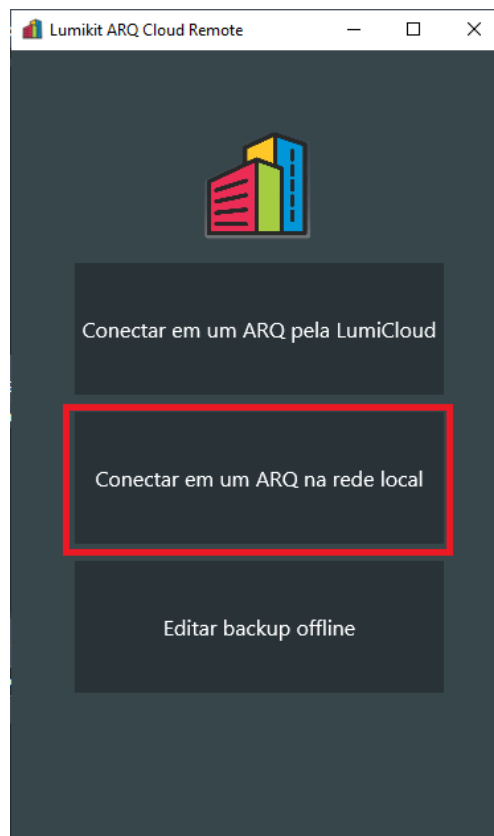 Lumikit ARQ Cloud Remote
Conectar em um ARQ pela LumiCloud
Conectar em um ARQ na rede local
Editar backup offline